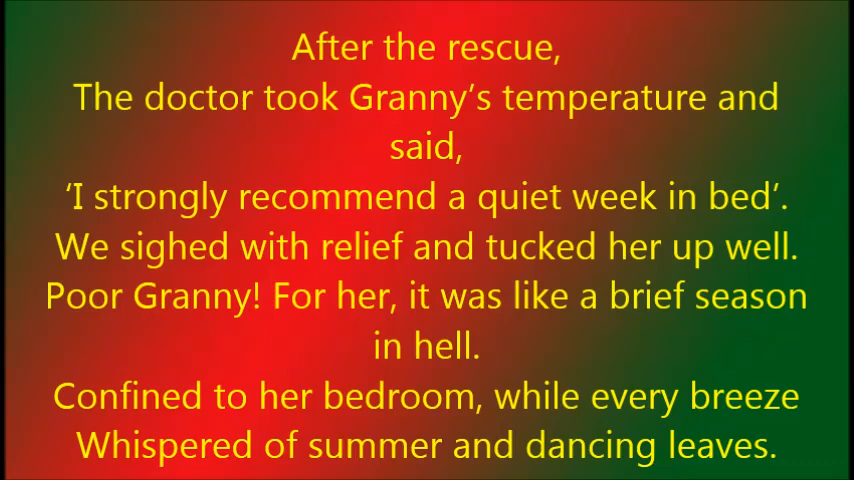 After the rescue,
The doctor took Granny’s temperature and
said,
‘I strongly recommend a quiet week in bed’.
We sighed with relief and tucked her up well.
Poor Granny! For her, it was like a brief season
in hell.
Confined to her bedroom, while every breeze
Whispered of summer and dancing leaves.